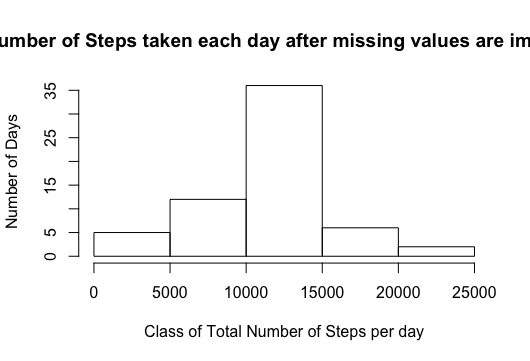 umber of Steps taken each day after missing values are im
35
25
15
5
0
Number of Days
0 5000 10000 15000 20000 25000
Class of Total Number of Steps per day